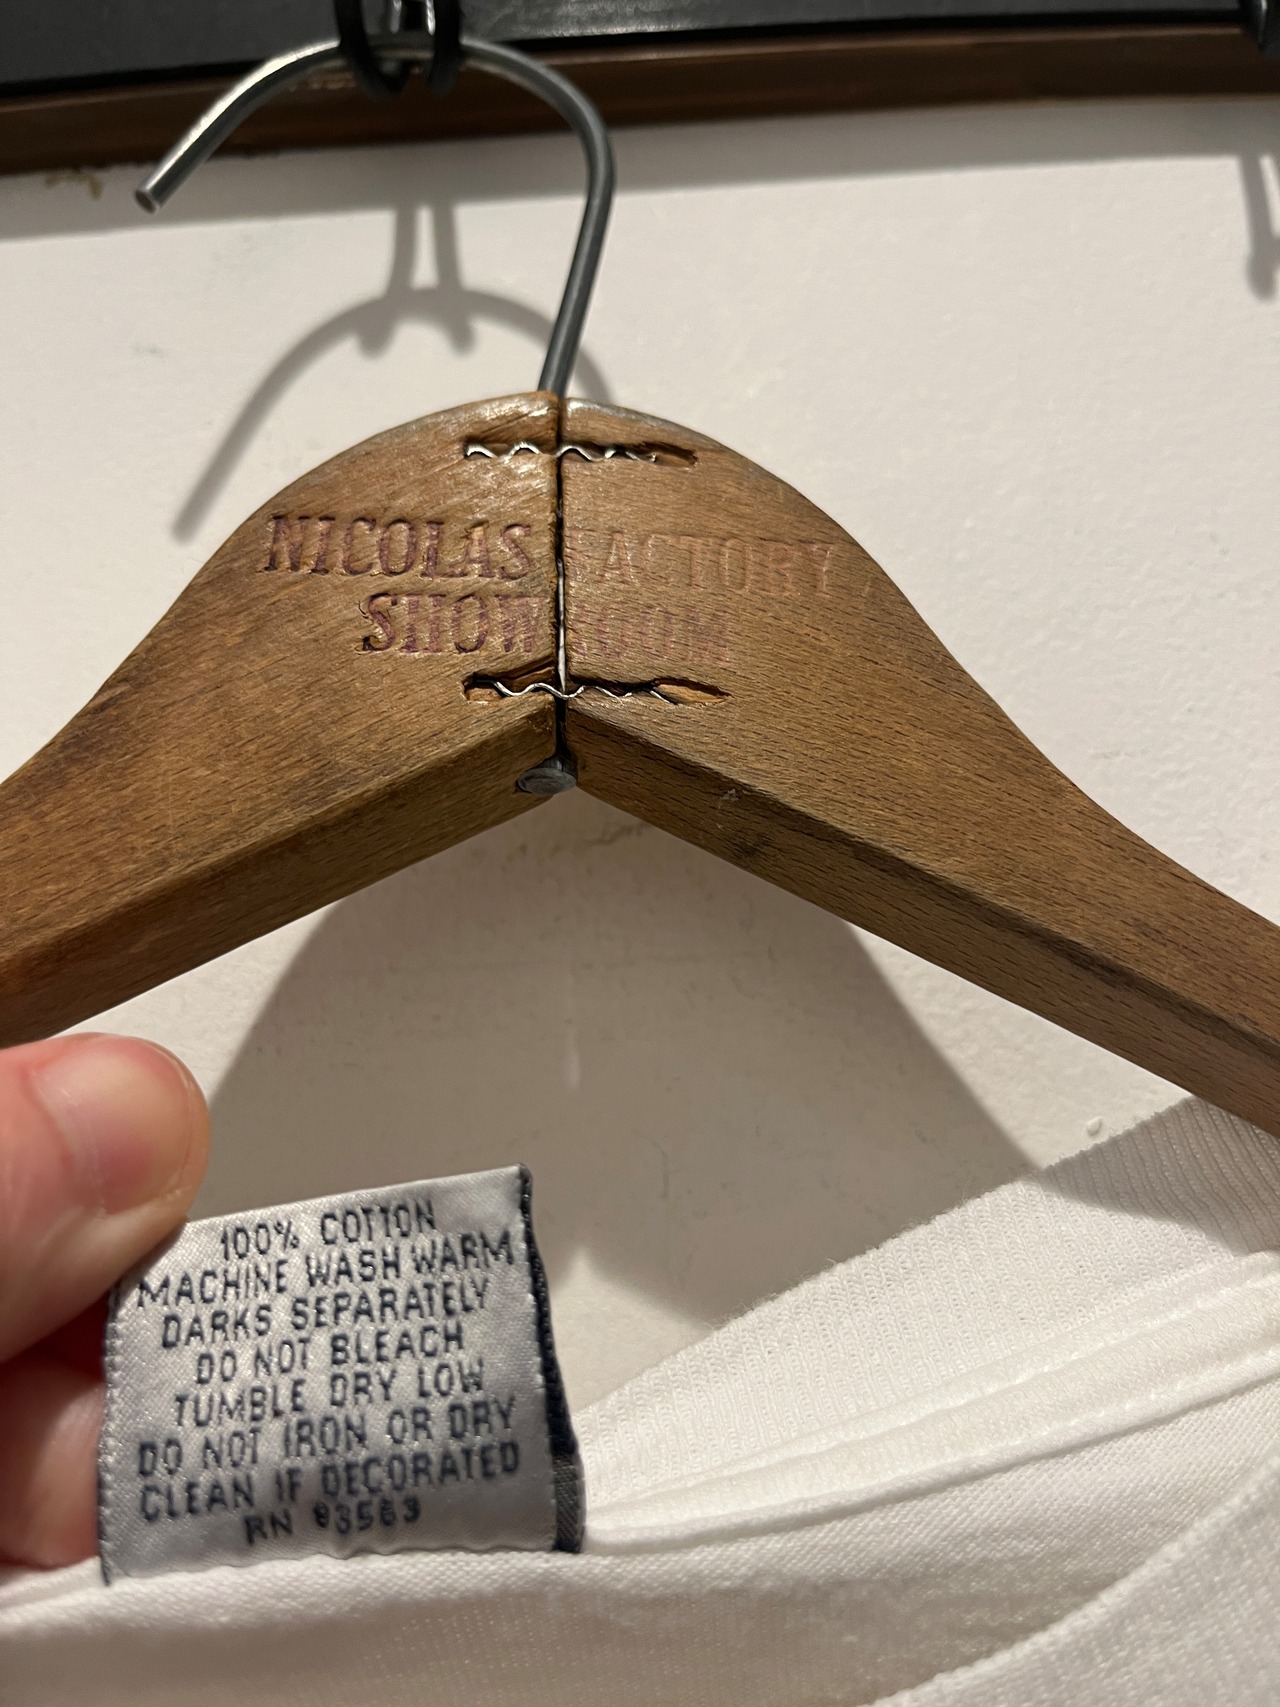 NICOLAS FACTORY
SHOWROOM
100% COTTON
MACHINE WASH WARM
DARKS SEPARATELY
DO NOT BLEACH
TUMBLE DRY LOW
DO NOT IRON OR DRY
CLEAN IF DECORATED
RN